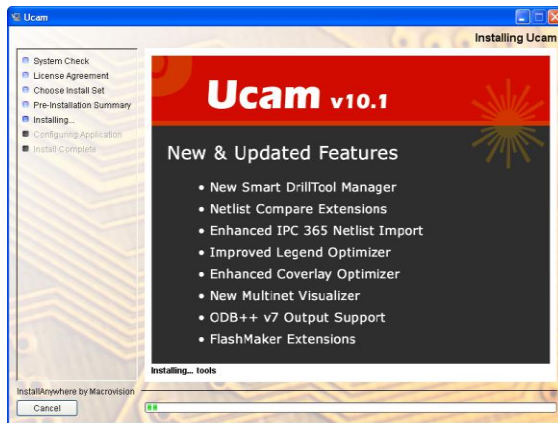 Ucam
Installing Ucam
System Check
License Agreement
Choose Install Set
Pre-Installation Summary
Installing...
Configuring Application
Install Complete
Ucam v10.1
New & Updated Features
• New Smart DrillTool Manager
• Netlist Compare Extensions
• Enhanced IPC 365 Netlist Import
• Improved Legend Optimizer
• Enhanced Coverlay Optimizer
• New Multinet Visualizer
• ODB++ v7 Output Support
• FlashMaker Extensions
Installing... tools
InstallAnywhere by Macrovision
Cancel